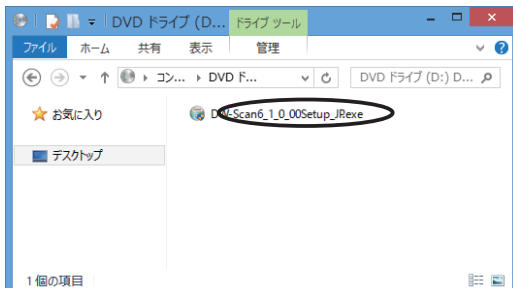 DVD ドライブ (D... ドライブ ツール
ファイル ホーム 共有 表示 管理
コン... DVD ド... DVD ドライブ (D:) D...
お気に入り
-Scan6_1_0_00Setup_JP.exe
デスクトップ
1 個の項目